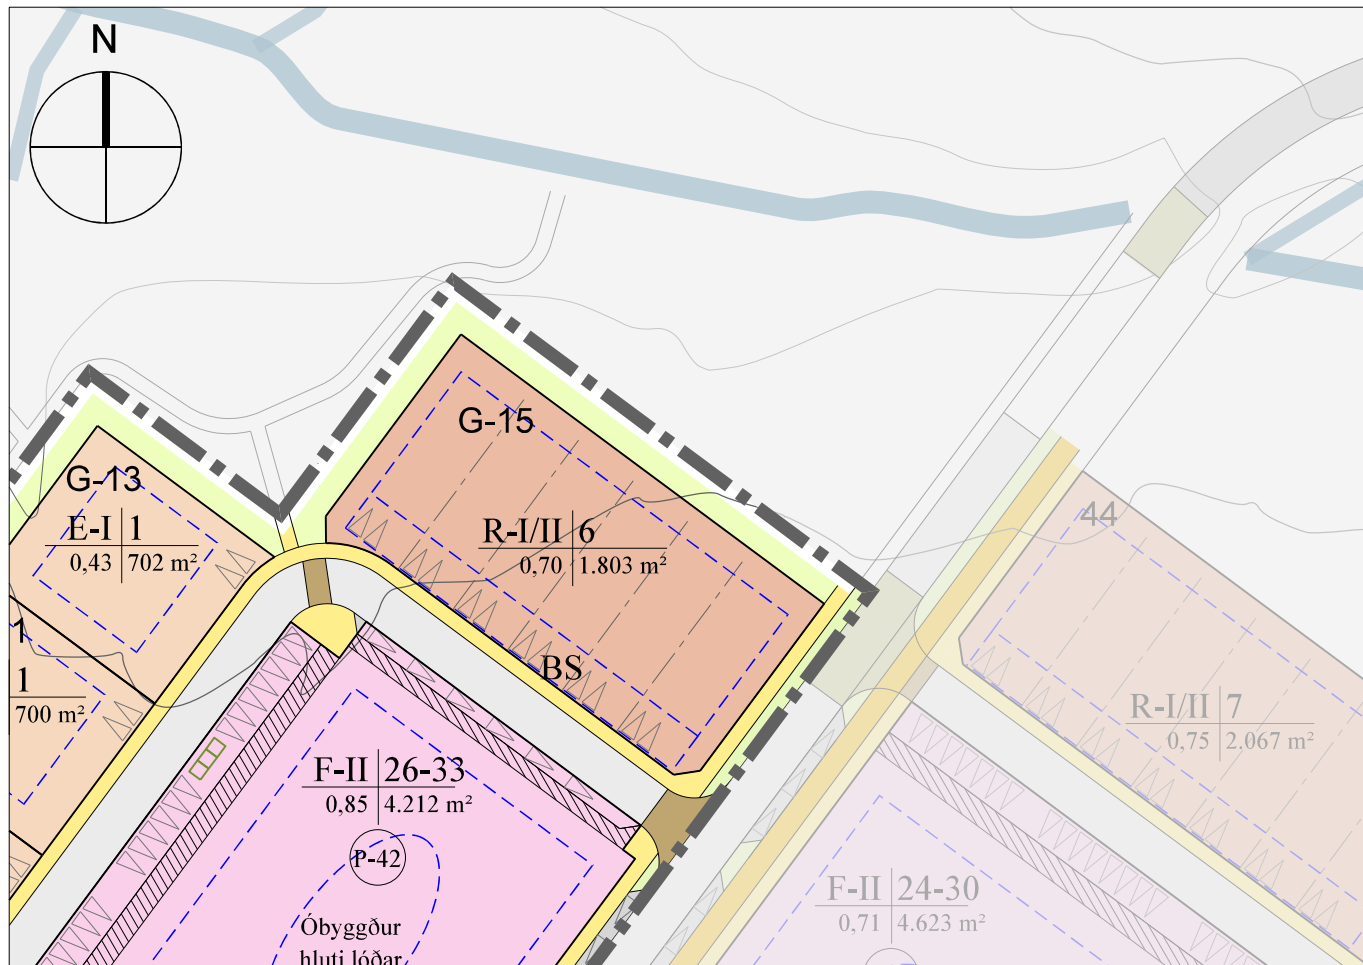 N
G-15
G-13
E-I 1
0,43 702 m²
R-I/II 6
0,70 1.803 m²
44
1
1
700 m²
BS
R-I/II 7
0,75 2.067 m²
F-II 26-33
0,85 4.212 m²
P-42
F-II 24-30
0,71 4.623 m²
Óbyggður
hluti lóðar